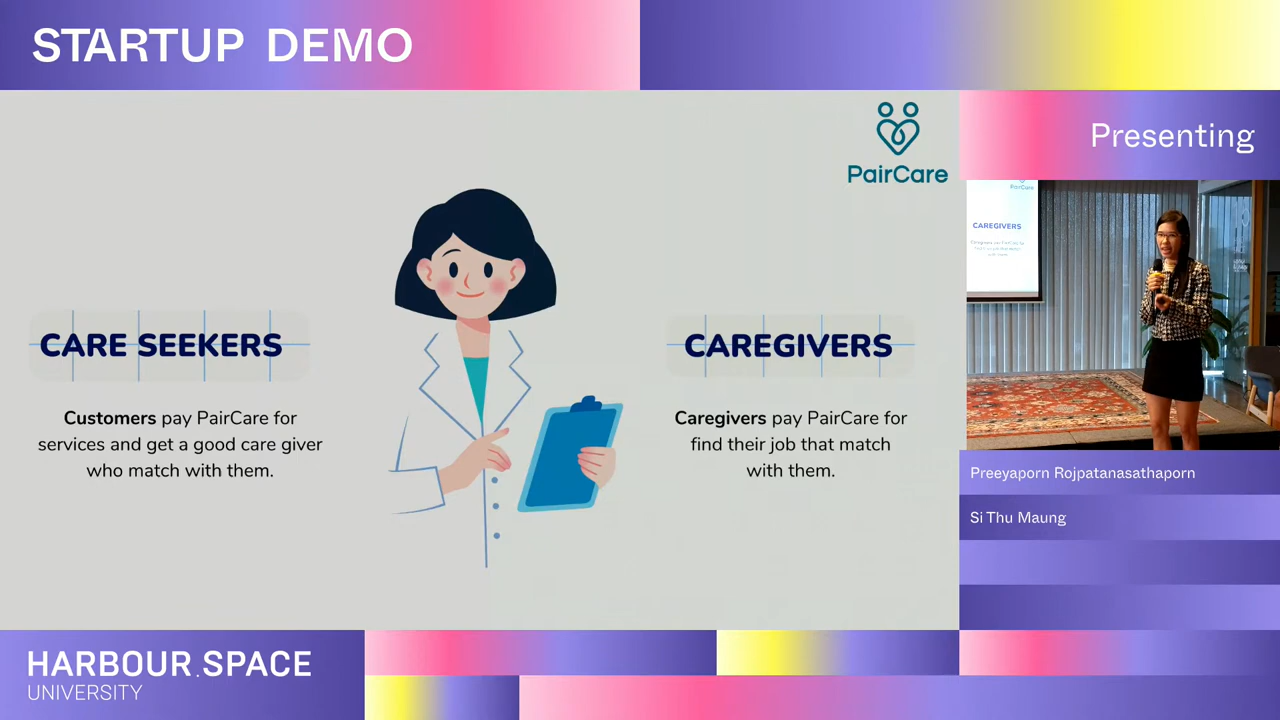 STARTUP DEMO
Presenting
PairCare
CARE SEEKERS
Customers pay PairCare for
services and get a good care giver
who match with them.
CAREGIVERS
Caregivers pay PairCare for
find their job that match
with them.
PairCare
CAREGIVERS
Preeyaporn Rojpatanasathaporn
Si Thu Maung
HARBOUR.SPACE
UNIVERSITY